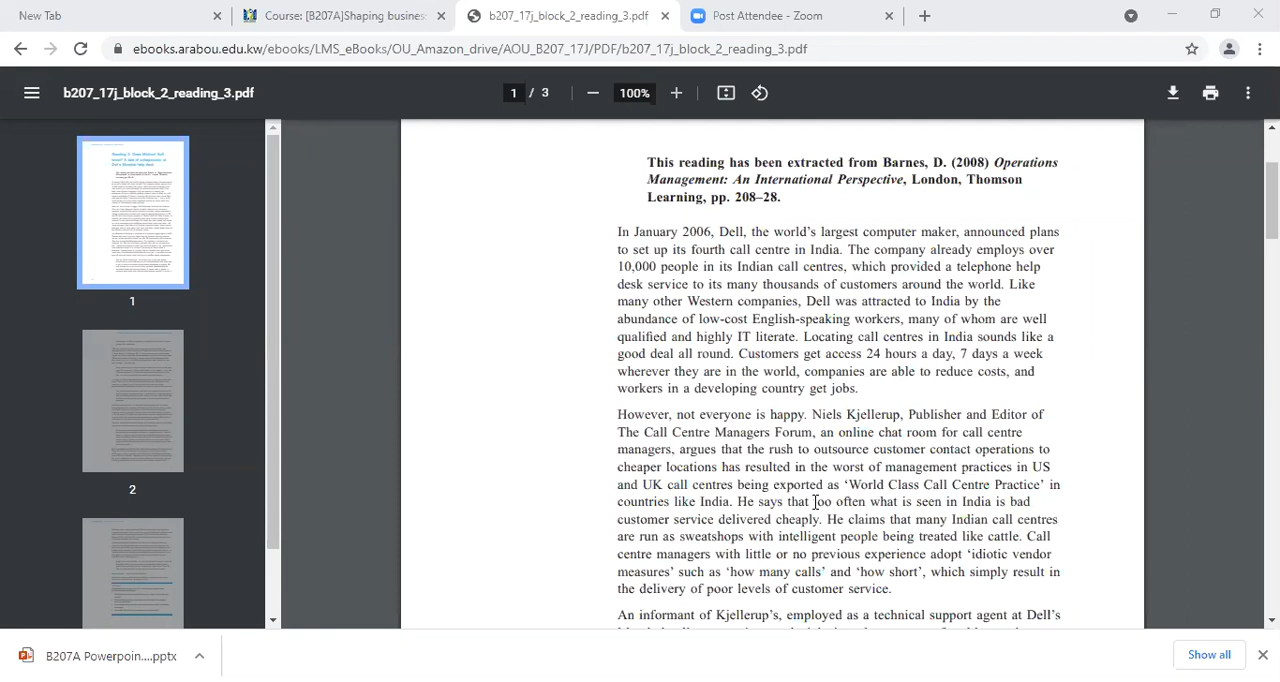 New Tab
Course: [B207A]Shaping busines
b207_17j_block_2_reading_3.pdf
Post Attendee - Zoom
ebooks.arabou.edu.kw/ebooks/LMS_eBooks/OU_Amazon_drive/AOU_B207_17J/PDF/b207_17j_block_2_reading_3.pdf
b207_17j_block_2_reading_3.pdf
1 / 3
100%
1
2
This reading has been extracted from Barnes, D. (2008) Operations
Management: An International Perspective, London, Thomson
Learning, pp. 208–28.
In January 2006, Dell, the world's largest computer maker, announced plans
to set up its fourth call centre in India. The company already employs over
10,000 people in its Indian call centres, which provided a telephone help
desk service to its many thousands of customers around the world. Like
many other Western companies, Dell was attracted to India by the
abundance of low-cost English-speaking workers, many of whom are well
qualified and highly IT literate. Locating call centres in India sounds like a
good deal all round. Customers get access 24 hours a day, 7 days a week
wherever they are in the world, companies are able to reduce costs, and
workers in a developing country get jobs.
However, not everyone is happy. Niels Kjellerup, Publisher and Editor of
The Call Centre Managers Forum, an online chat room for call centre
managers, argues that the rush to outsource customer contact operations to
cheaper locations has resulted in the worst of management practices in US
and UK call centres being exported as 'World Class Call Centre Practice' in
countries like India. He says that too often what is seen in India is bad
customer service delivered cheaply. He claims that many Indian call centres
are run as sweatshops with intelligent people being treated like cattle. Call
centre managers with little or no previous experience adopt 'idiotic vendor
measures' such as 'how many calls' and 'how short', which simply result in
the delivery of poor levels of customer service.
An informant of Kjellerup's, employed as a technical support agent at Dell's
B207A Powerpoin....pptx
Show all